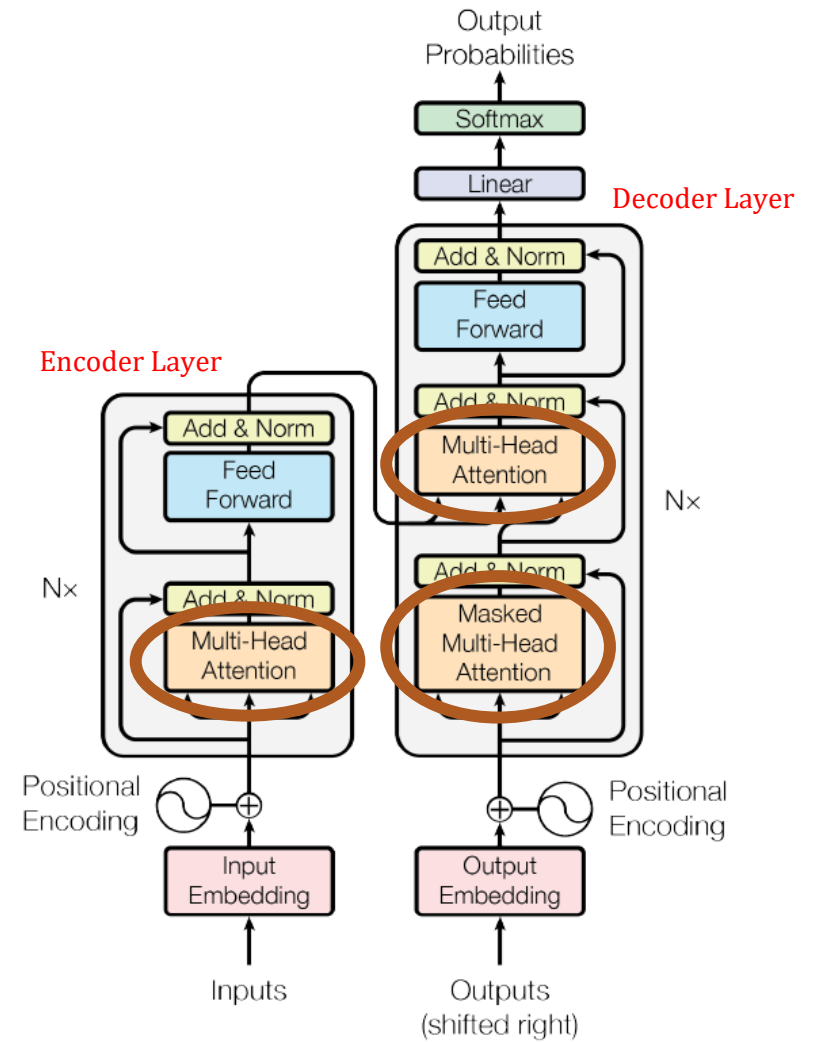 Output
Probabilities
Softmax
Linear
Decoder Layer
Add & Norm
Feed
Forward
Add & Norm
Multi-Head
Attention
Nx
Add & Norm
Masked
Multi-Head
Attention
Encoder Layer
Add & Norm
Feed
Forward
Nx
Add & Norm
Multi-Head
Attention
Positional
Encoding
Positional
Encoding
Input
Embedding
Output
Embedding
Inputs
Outputs
(shifted right)